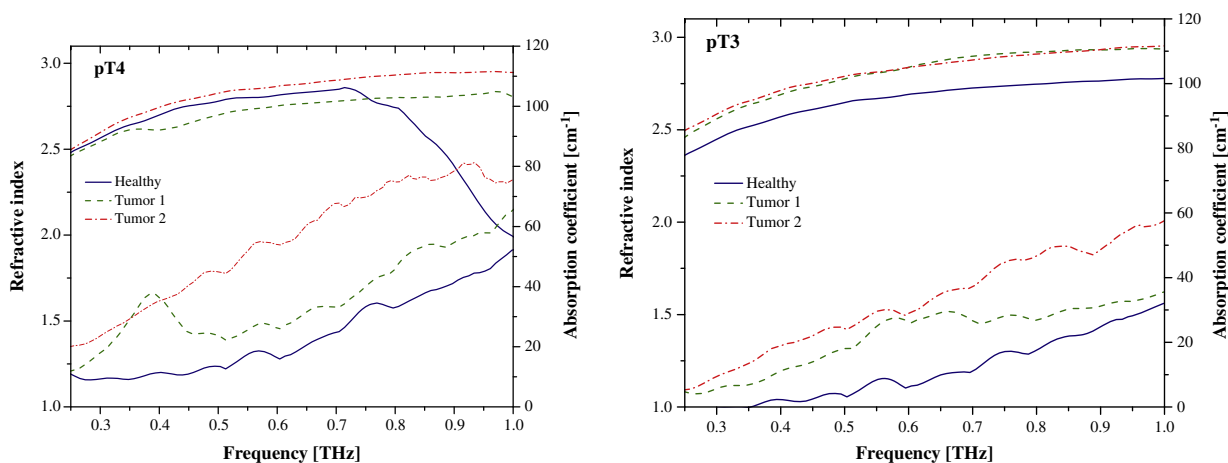 pT4
3.0
2.5
2.0
1.5
1.0
Refractive index
120
100
80
60
40
20
0
Absorption coefficient [cm⁻¹]
Healthy
Tumor 1
Tumor 2
0.3 0.4 0.5 0.6 0.7 0.8 0.9 1.0
Frequency [THz]
pT3
3.0
2.5
2.0
1.5
1.0
Refractive index
120
100
80
60
40
20
0
Absorption coefficient [cm⁻¹]
Healthy
Tumor 1
Tumor 2
0.3 0.4 0.5 0.6 0.7 0.8 0.9 1.0
Frequency [THz]